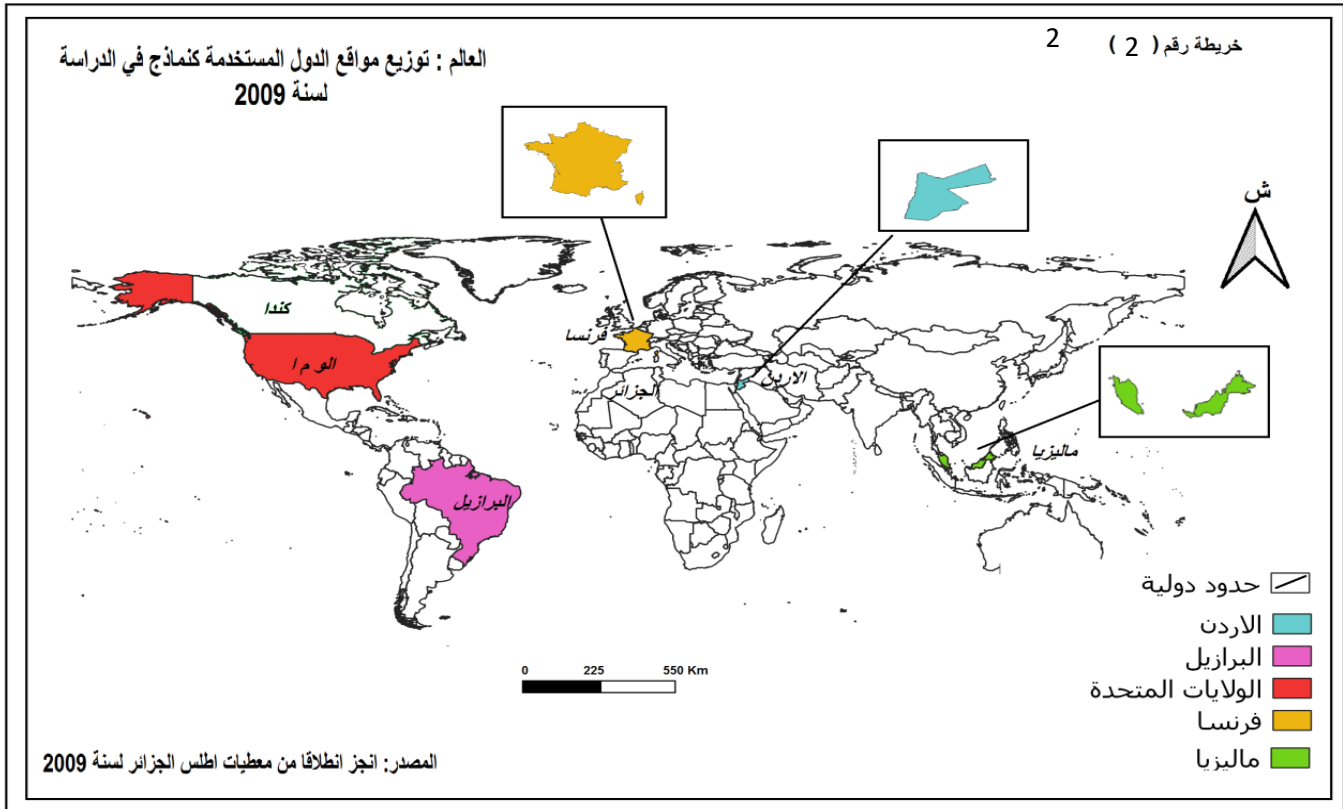 خريطة رقم ( 2 ) 2
العالم : توزيع مواقع الدول المستخدمة كنماذج في الدراسة
لسنة 2009
ش
كندا
الو م ا
فرنسا
الجزائر
الاردن
ماليزيا
البرازيل
حدود دولية
الاردن
البرازيل
الولايات المتحدة
فرنسا
ماليزيا
0 225 550 Km
المصدر: انجز انطلاقا من معطيات اطلس الجزائر لسنة 2009